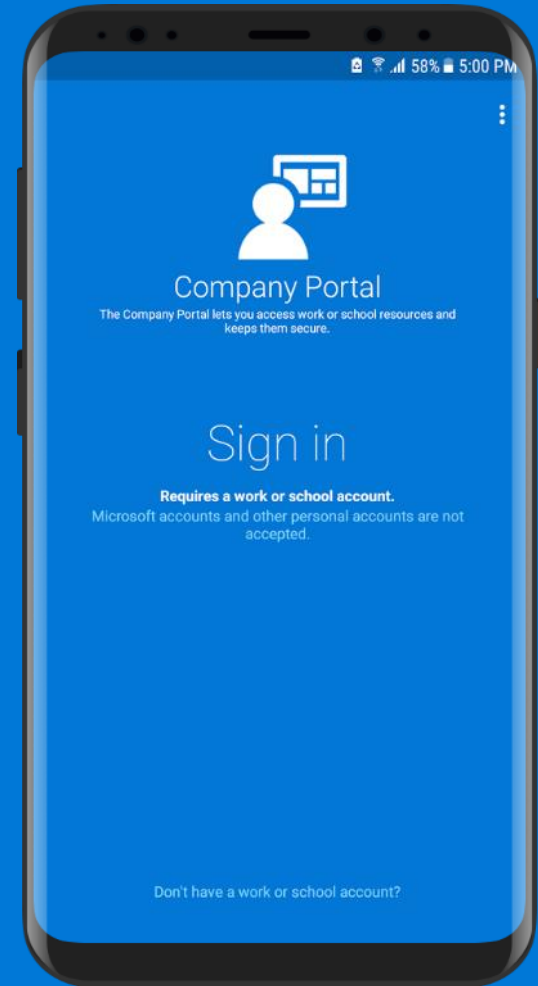 58% 5:00 PM
Company Portal
The Company Portal lets you access work or school resources and
keeps them secure.
Sign in
Requires a work or school account.
Microsoft accounts and other personal accounts are not
accepted.
Don't have a work or school account?